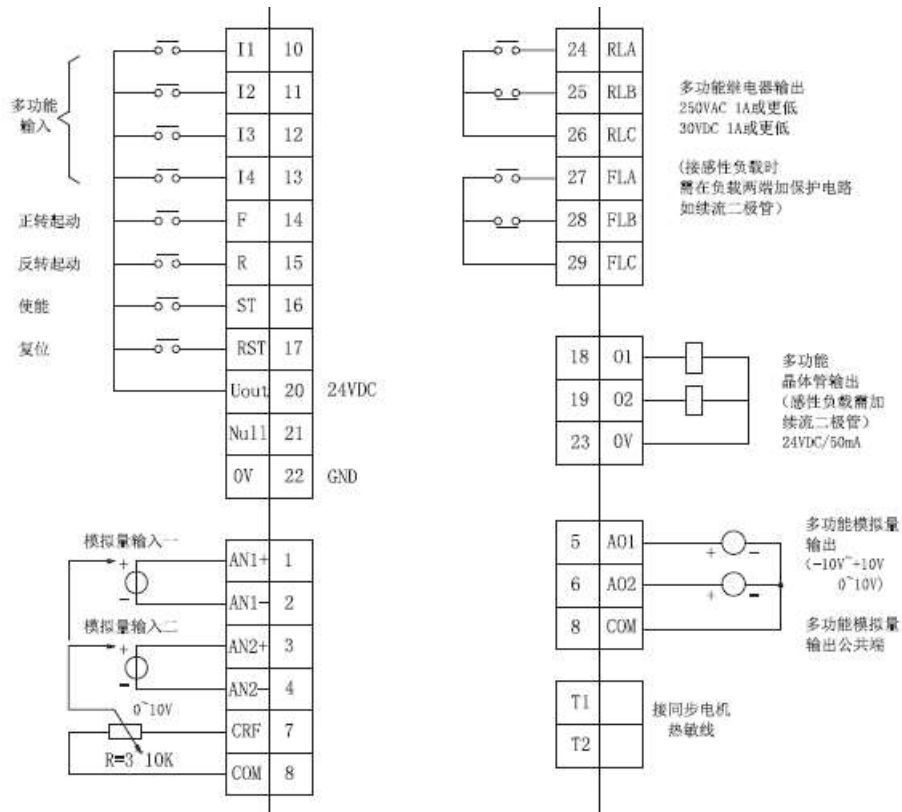 多功能
输入
I1 10
I2 11
I3 12
I4 13
正转起动 F 14
反转起动 R 15
使能 ST 16
复位 RST 17
Uout 20 24VDC
Null 21
0V 22 GND
模拟量输入一
+
-
AN1+ 1
AN1- 2
模拟量输入二
+
-
AN2+ 3
AN2- 4
0~10V
CRF 7
R=3~10K
COM 8
24 RLA
25 RLB
26 RLC
27 FLA
28 FLB
29 FLC
多功能继电器输出
250VAC 1A或更低
30VDC 1A或更低
(接感性负载时
需在负载两端加保护电路
如续流二极管)
18 O1
19 O2
23 0V
多功能
晶体管输出
(感性负载需加
续流二极管)
24VDC/50mA
5 AO1 + -
6 AO2 + -
8 COM
多功能模拟量
输出
(-10V~+10V
0~10V)
多功能模拟量
输出公共端
T1
T2
接同步电机
热敏线